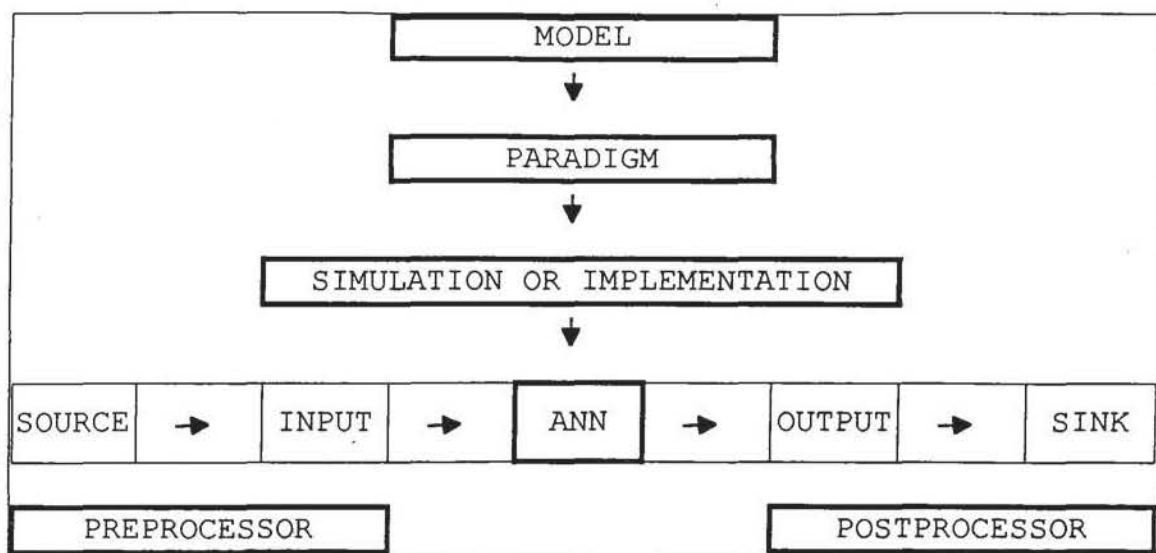 MODEL
PARADIGM
SIMULATION OR IMPLEMENTATION
SOURCE INPUT ANN OUTPUT SINK
PREPROCESSOR POSTPROCESSOR